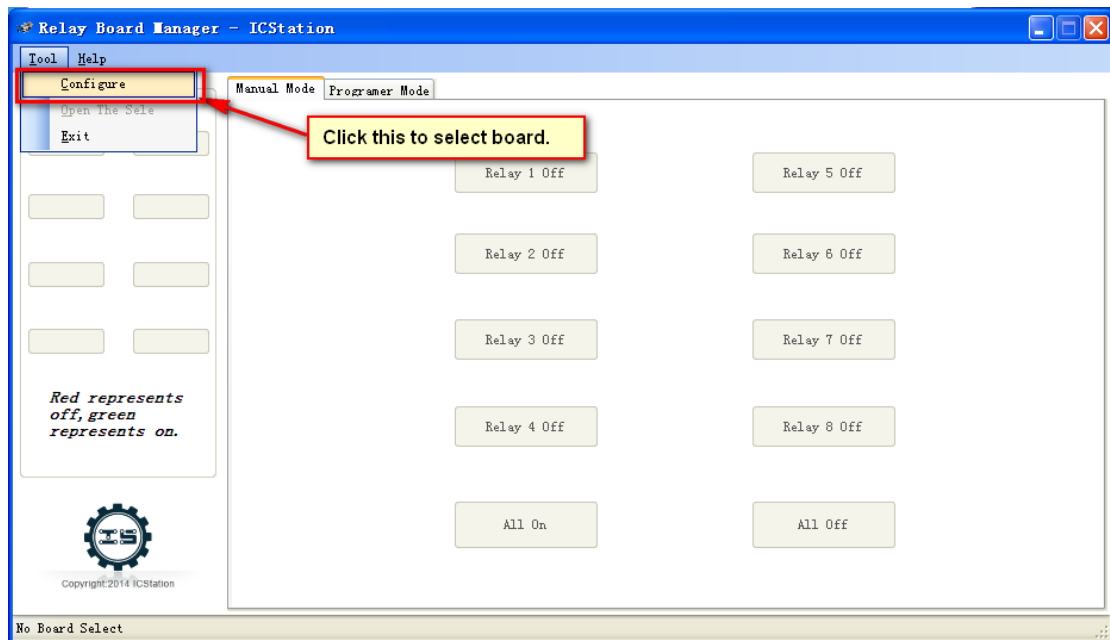 Relay Board Manager - ICStation
Tool Help
Configure
Open The Sele
Exit
Manual Mode Programer Mode
Click this to select board.
Relay 1 Off Relay 5 Off
Relay 2 Off Relay 6 Off
Relay 3 Off Relay 7 Off
Relay 4 Off Relay 8 Off
All On All Off
Red represents
off, green
represents on.
IS
Copyright:2014 ICStation
No Board Select